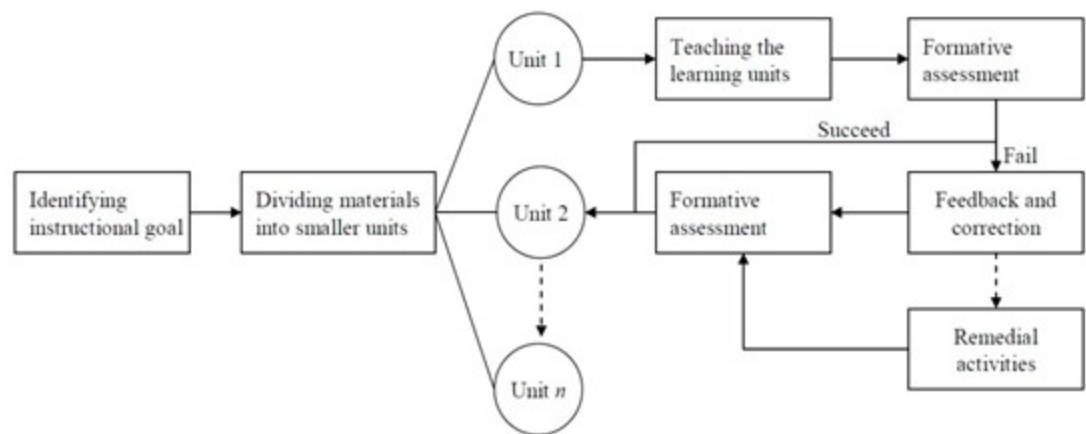 Unit 1
Teaching the
learning units
Formative
assessment
Succeed
Fail
Identifying
instructional goal
Dividing materials
into smaller units
Unit 2
Formative
assessment
Feedback and
correction
Unit n
Remedial
activities